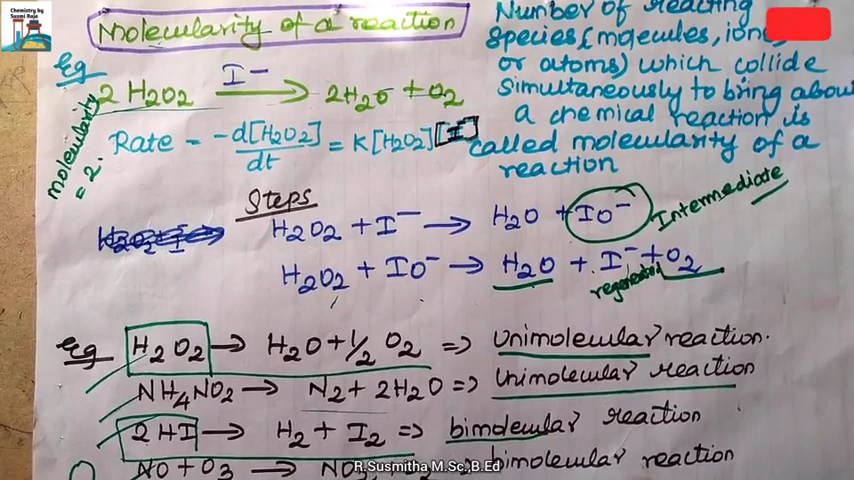 Chemistry by
Susmi Raja
Molecularity of a reaction
Number of reacting
species (molecules, ions
or atoms) which collide
simultaneously to bring about
a chemical reaction is
called molecularity of a
reaction
Eg
2 H2O2 —I⁻→ 2H2O + O2
molecularity = 2.
Rate = -d[H2O2]/dt = K[H2O2][I⁻]
Steps
H2O2 + I⁻ → H2O + IO⁻ Intermediate
H2O2 + IO⁻ → H2O + I⁻ + O2
regenerated
Eg H2O2 → H2O + 1/2 O2 => Unimolecular reaction.
NH4NO2 → N2 + 2H2O => Unimolecular reaction
2HI → H2 + I2 => bimolecular reaction
NO + O3 → NO2 O2 => bimolecular reaction
R.Susmitha M.Sc,.B.Ed